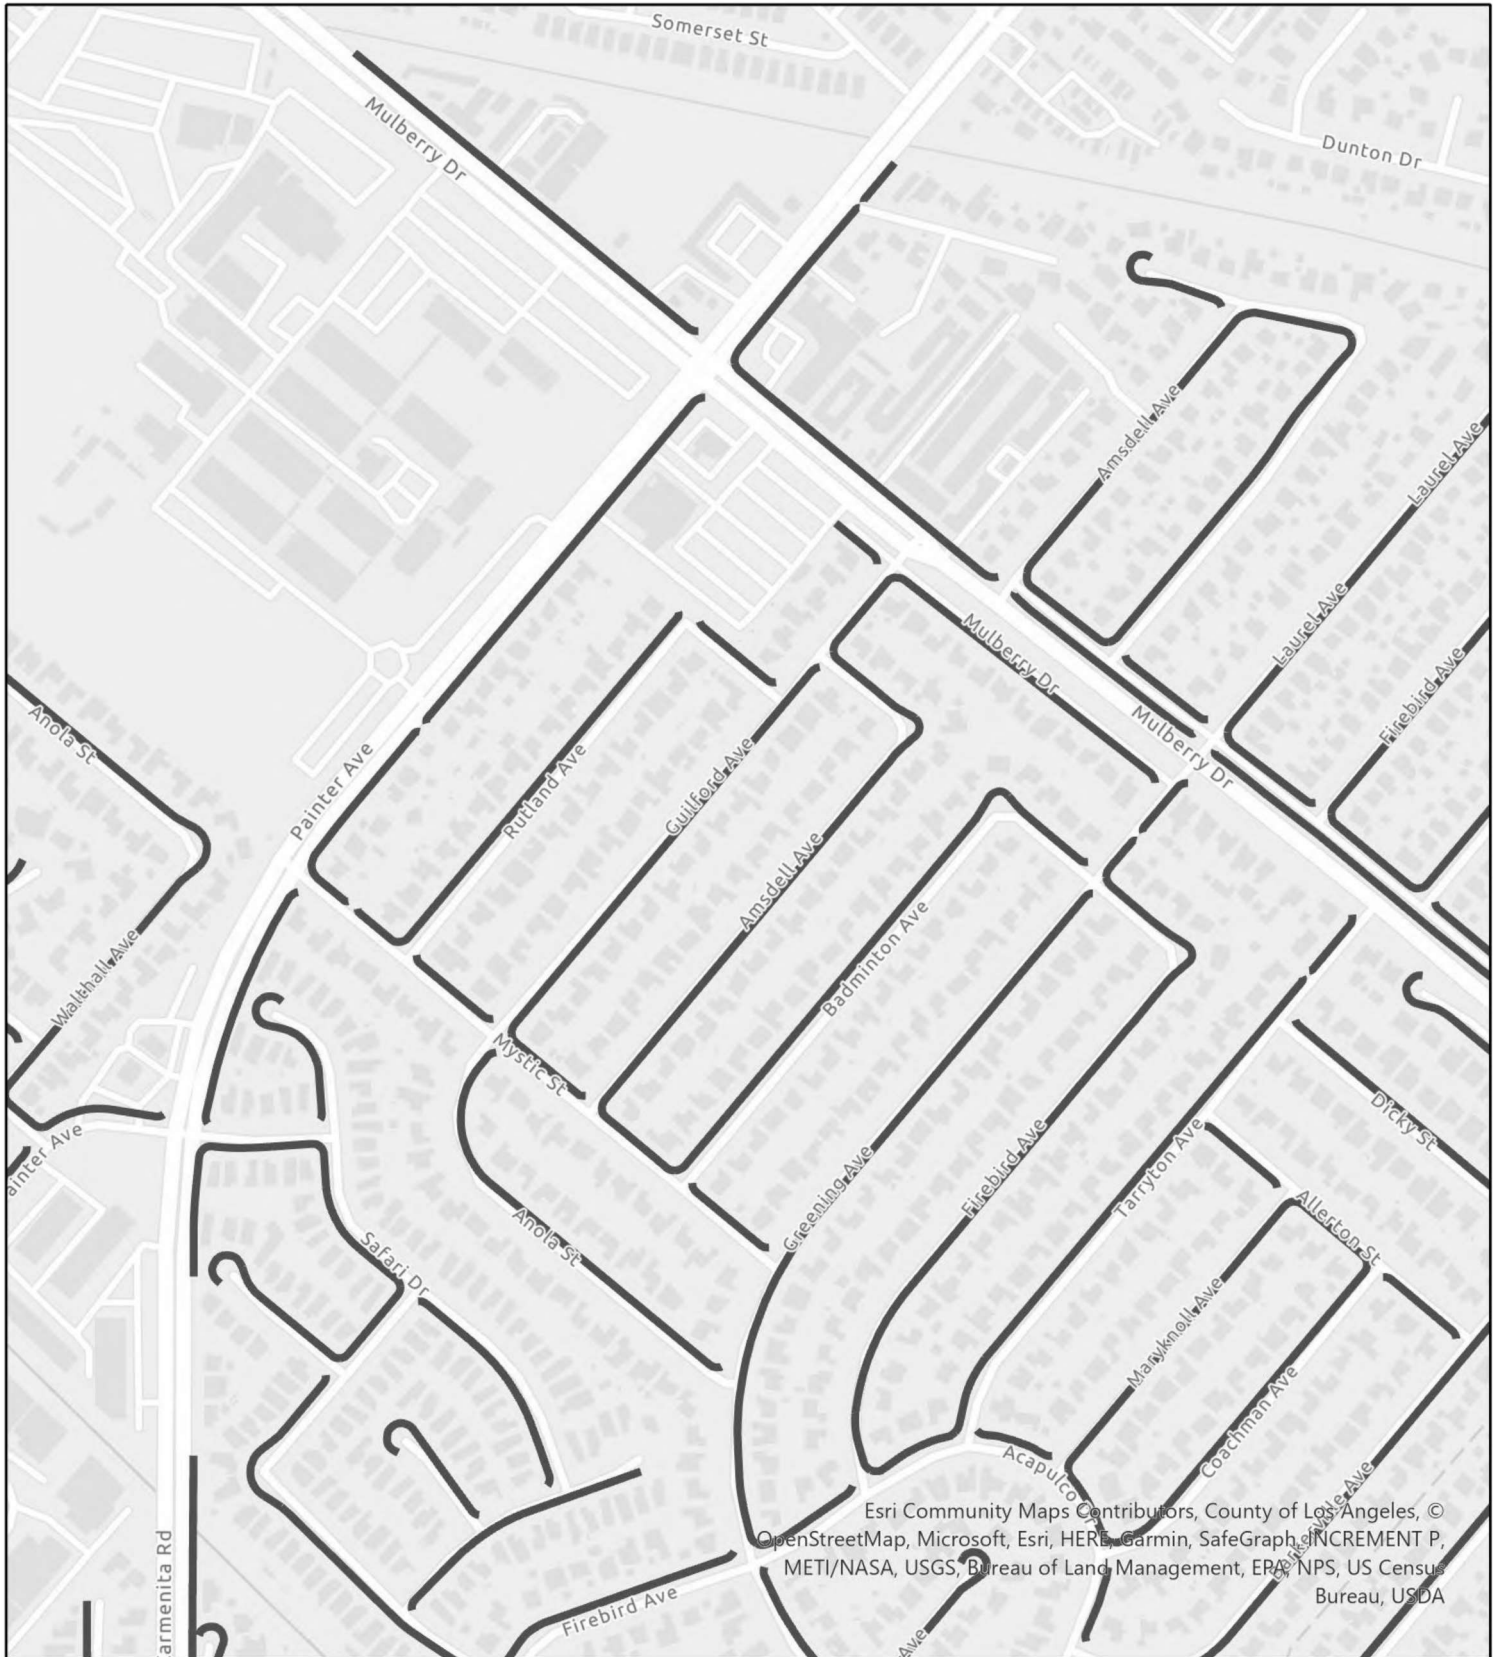 Somerset St
Mulberry Dr
Dunton Dr
Amsdell Ave
Laurel Ave
Laurel Ave
Mulberry Dr
Firebird Ave
Anola St
Mulberry Dr
Painter Ave
Rutland Ave
Guilford Ave
Amsdell Ave
Badminton Ave
Walthall Ave
Mystic St
Dicky St
ainter Ave
Greening Ave
Firebird Ave
Tarryton Ave
Allerton St
Anola St
Safari Dr
Maryknoll Ave
Coachman Ave
Acapulco
Esri Community Maps Contributors, County of Los Angeles, ©
OpenStreetMap, Microsoft, Esri, HERE, Garmin, SafeGraph, INCREMENT P,
METI/NASA, USGS, Bureau of Land Management, EPA, NPS, US Census
Bureau, USDA
armenita Rd
Firebird Ave
Ave